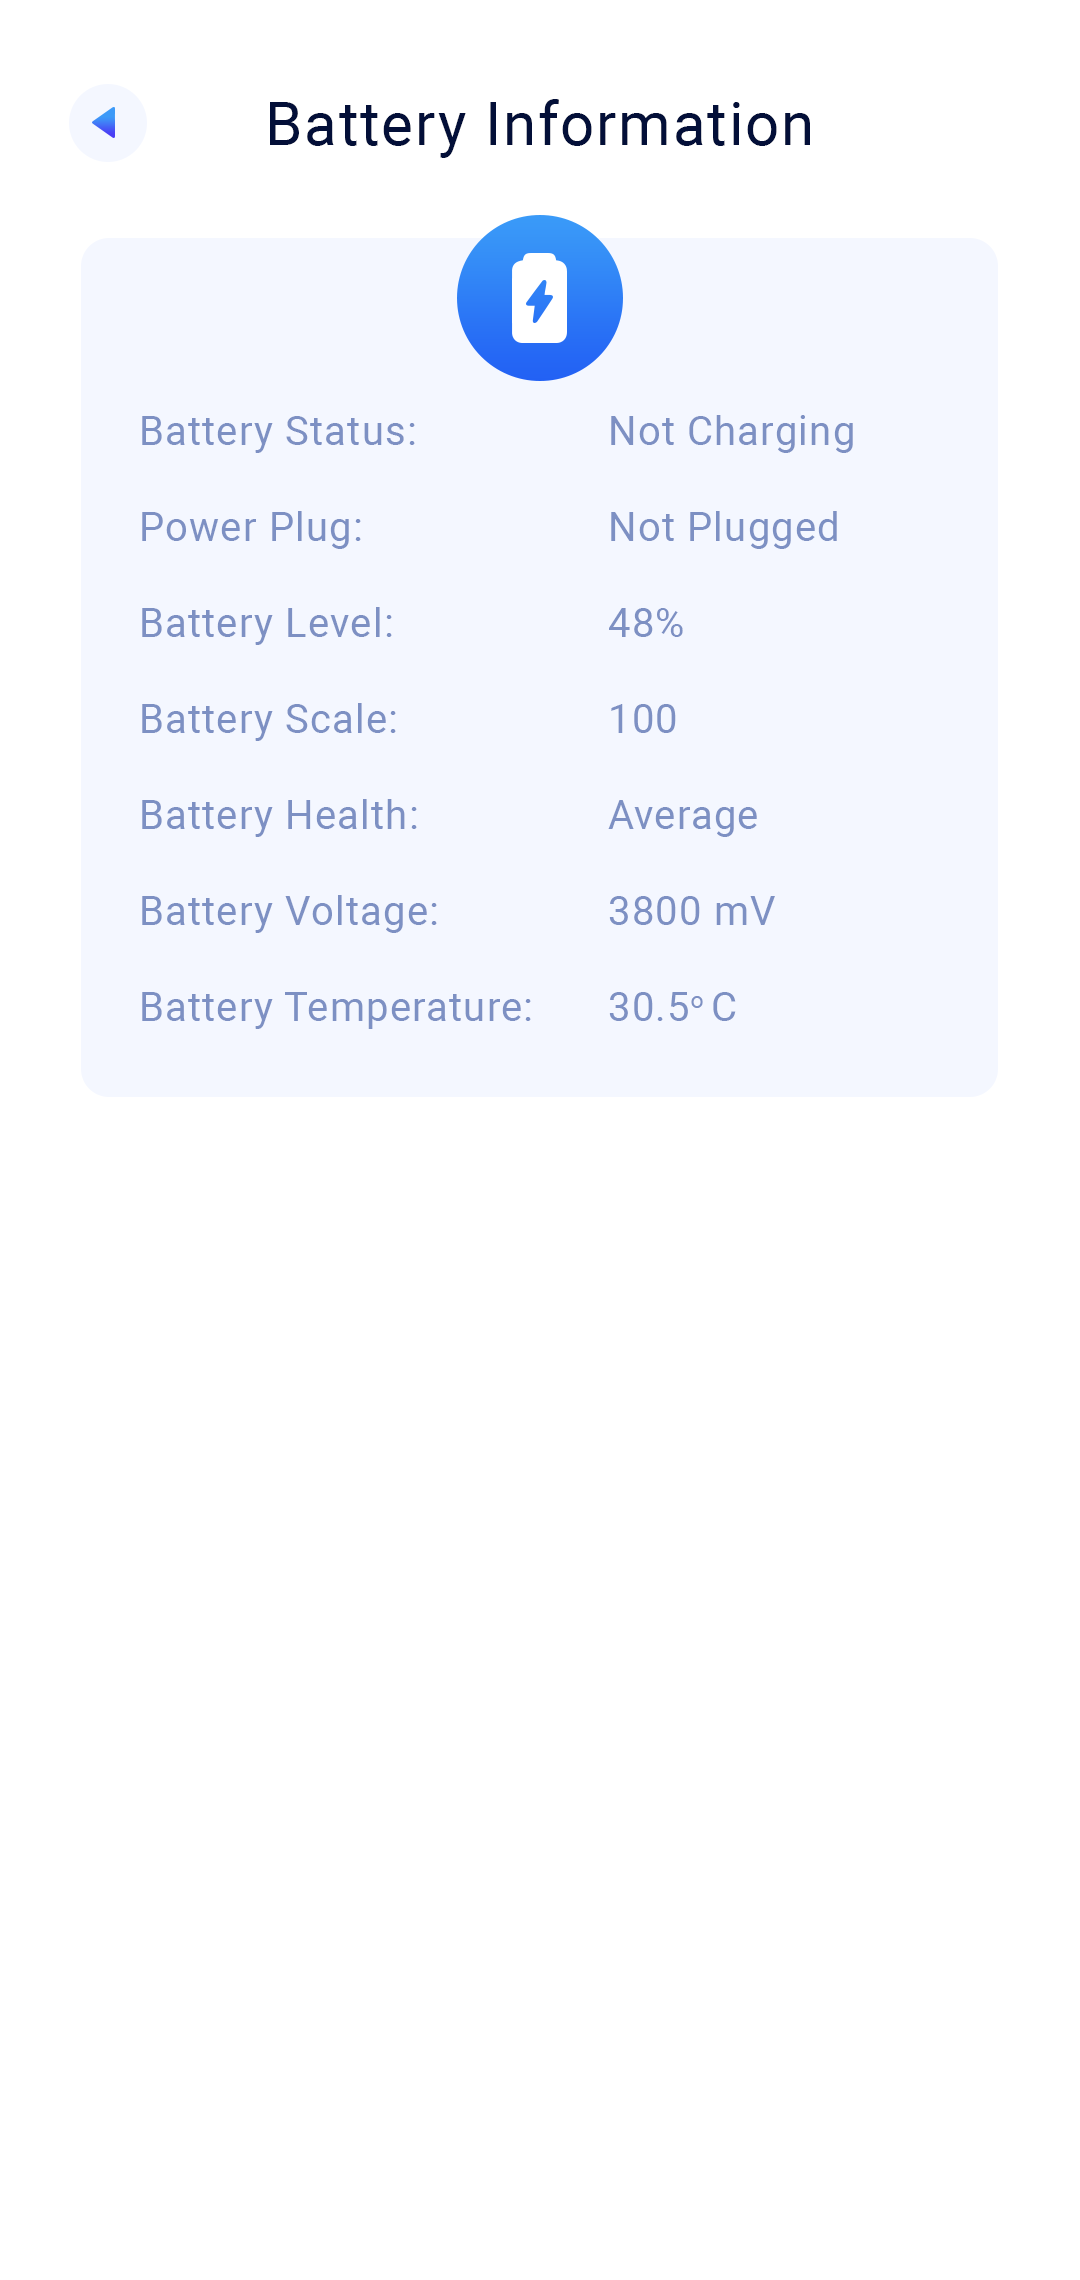 Battery Information
Battery Status: Not Charging
Power Plug: Not Plugged
Battery Level: 48%
Battery Scale: 100
Battery Health: Average
Battery Voltage: 3800 mV
Battery Temperature: 30.5º C